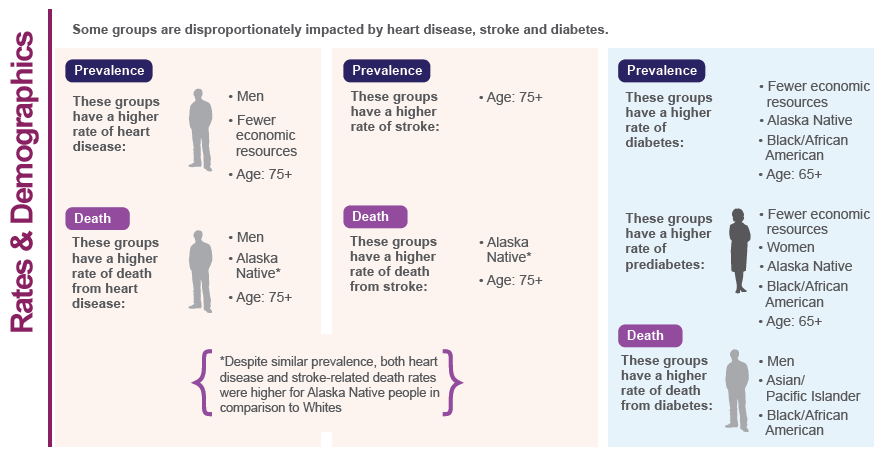 Rates & Demographics
Some groups are disproportionately impacted by heart disease, stroke and diabetes.
Prevalence
These groups
have a higher
rate of heart
disease:
• Men
• Fewer
economic
resources
• Age: 75+
Death
These groups
have a higher
rate of death
from heart
disease:
• Men
• Alaska
Native*
• Age: 75+
Prevalence
These groups
have a higher
rate of stroke:
• Age: 75+
Death
These groups
have a higher
rate of death
from stroke:
• Alaska
Native*
• Age: 75+
*Despite similar prevalence, both heart
disease and stroke-related death rates
were higher for Alaska Native people in
comparison to Whites
Prevalence
These groups
have a higher
rate of
diabetes:
• Fewer economic
resources
• Alaska Native
• Black/African
American
• Age: 65+
These groups
have a higher
rate of
prediabetes:
• Fewer economic
resources
• Women
• Alaska Native
• Black/African
American
• Age: 65+
Death
These groups
have a higher
rate of death
from diabetes:
• Men
• Asian/
Pacific Islander
• Black/African
American